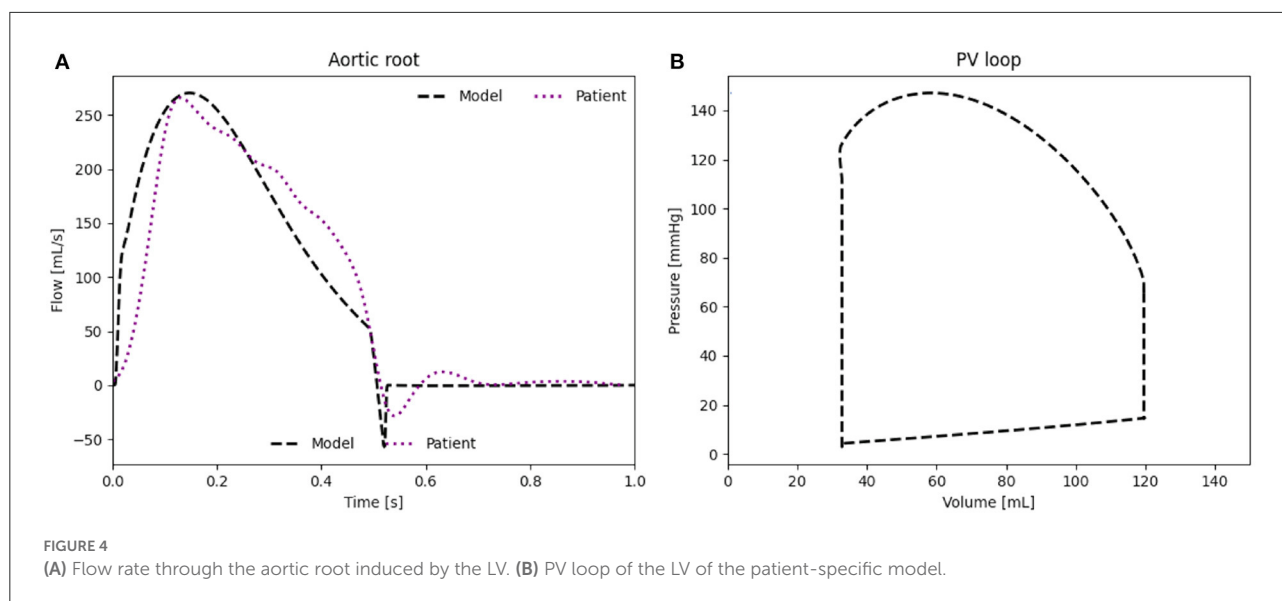 A
Aortic root
Model
Patient
Flow [mL/s]
250
200
150
100
50
0
−50
Model
Patient
0.0
0.2
0.4
0.6
0.8
1.0
Time [s]
B
PV loop
Pressure [mmHg]
140
120
100
80
60
40
20
0
0
20
40
60
80
100
120
140
Volume [mL]
FIGURE 4
(A) Flow rate through the aortic root induced by the LV. (B) PV loop of the LV of the patient-specific model.